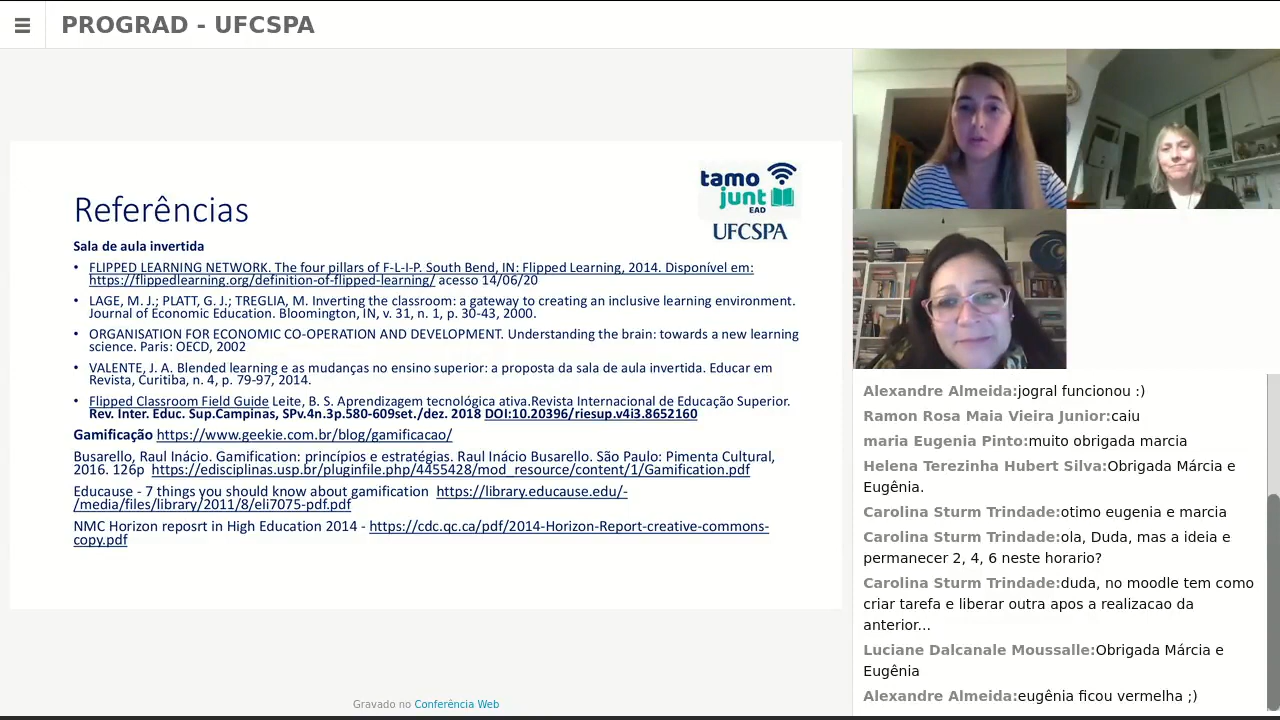 PROGRAD - UFCSPA
tamo
junt
EAD
UFCSPA
Referências
Sala de aula invertida
• FLIPPED LEARNING NETWORK. The four pillars of F-L-I-P. South Bend, IN: Flipped Learning, 2014. Disponível em:
https://flippedlearning.org/definition-of-flipped-learning/ acesso 14/06/20
• LAGE, M. J.; PLATT, G. J.; TREGLIA, M. Inverting the classroom: a gateway to creating an inclusive learning environment.
Journal of Economic Education. Bloomington, IN, v. 31, n. 1, p. 30-43, 2000.
• ORGANISATION FOR ECONOMIC CO-OPERATION AND DEVELOPMENT. Understanding the brain: towards a new learning
science. Paris: OECD, 2002
• VALENTE, J. A. Blended learning e as mudanças no ensino superior: a proposta da sala de aula invertida. Educar em
Revista, Curitiba, n. 4, p. 79-97, 2014.
• Flipped Classroom Field Guide Leite, B. S. Aprendizagem tecnológica ativa.Revista Internacional de Educação Superior.
Rev. Inter. Educ. Sup.Campinas, SPv.4n.3p.580-609set./dez. 2018 DOI:10.20396/riesup.v4i3.8652160
Gamificação https://www.geekie.com.br/blog/gamificacao/
Busarello, Raul Inácio. Gamification: princípios e estratégias. Raul Inácio Busarello. São Paulo: Pimenta Cultural,
2016. 126p https://edisciplinas.usp.br/pluginfile.php/4455428/mod_resource/content/1/Gamification.pdf
Educause - 7 things you should know about gamification https://library.educause.edu/-
/media/files/library/2011/8/eli7075-pdf.pdf
NMC Horizon reposrt in High Education 2014 - https://cdc.qc.ca/pdf/2014-Horizon-Report-creative-commons-
copy.pdf
Gravado no Conferência Web
Alexandre Almeida:jogral funcionou :)
Ramon Rosa Maia Vieira Junior:caiu
maria Eugenia Pinto:muito obrigada marcia
Helena Terezinha Hubert Silva:Obrigada Márcia e
Eugênia.
Carolina Sturm Trindade:otimo eugenia e marcia
Carolina Sturm Trindade:ola, Duda, mas a ideia e
permanecer 2, 4, 6 neste horario?
Carolina Sturm Trindade:duda, no moodle tem como
criar tarefa e liberar outra apos a realizacao da
anterior...
Luciane Dalcanale Moussalle:Obrigada Márcia e
Eugênia
Alexandre Almeida:eugênia ficou vermelha ;)